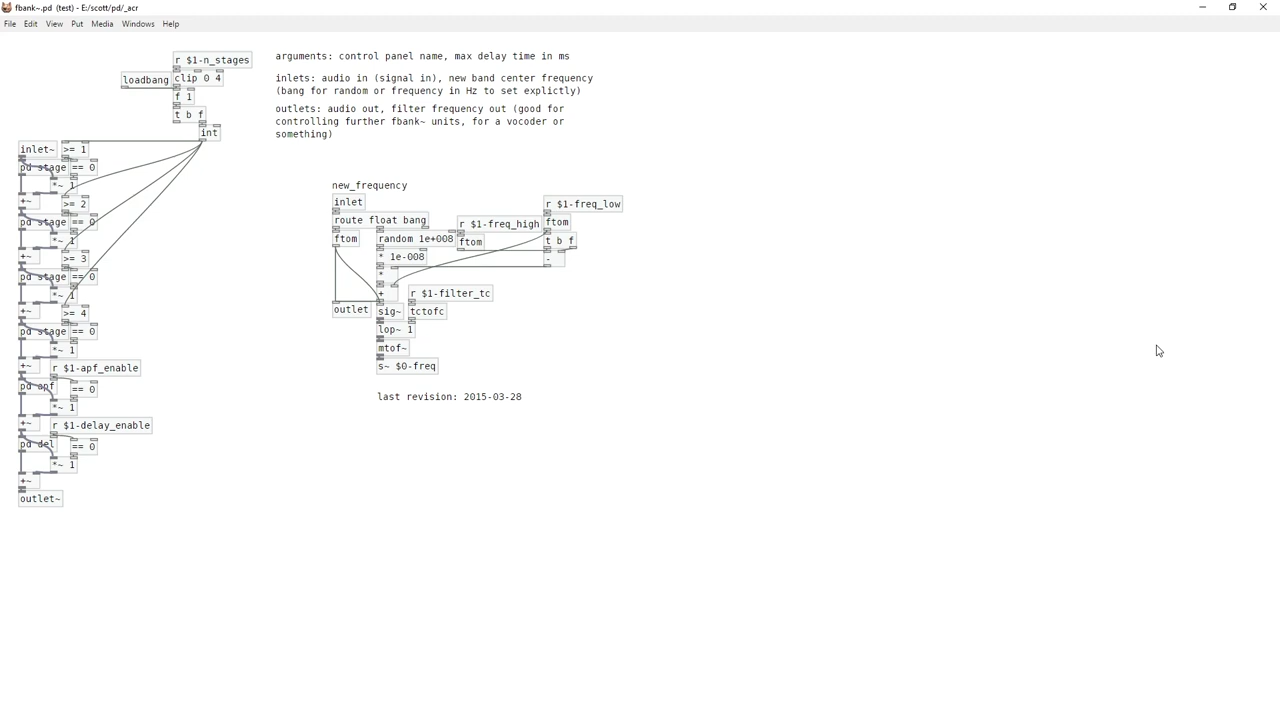 fbank~.pd (test) - E:/scott/pd/_acr
File Edit View Put Media Windows Help
r $1-n_stages
loadbang
clip 0 4
f 1
t b f
int
arguments: control panel name, max delay time in ms
inlets: audio in (signal in), new band center frequency
(bang for random or frequency in Hz to set explictly)
outlets: audio out, filter frequency out (good for
controlling further fbank~ units, for a vocoder or
something)
inlet~
>= 1
pd stage
== 0
*~ 1
+~
>= 2
pd stage
== 0
*~ 1
+~
>= 3
pd stage
== 0
*~ 1
+~
>= 4
pd stage
== 0
*~ 1
+~
r $1-apf_enable
pd apf
== 0
*~ 1
+~
r $1-delay_enable
pd del
== 0
*~ 1
+~
outlet~
new_frequency
inlet
route float bang
ftom
random 1e+008
* 1e-008
*
+
r $1-freq_high
ftom
r $1-freq_low
ftom
t b f
-
outlet
sig~
r $1-filter_tc
tctofc
lop~ 1
mtof~
s~ $0-freq
last revision: 2015-03-28